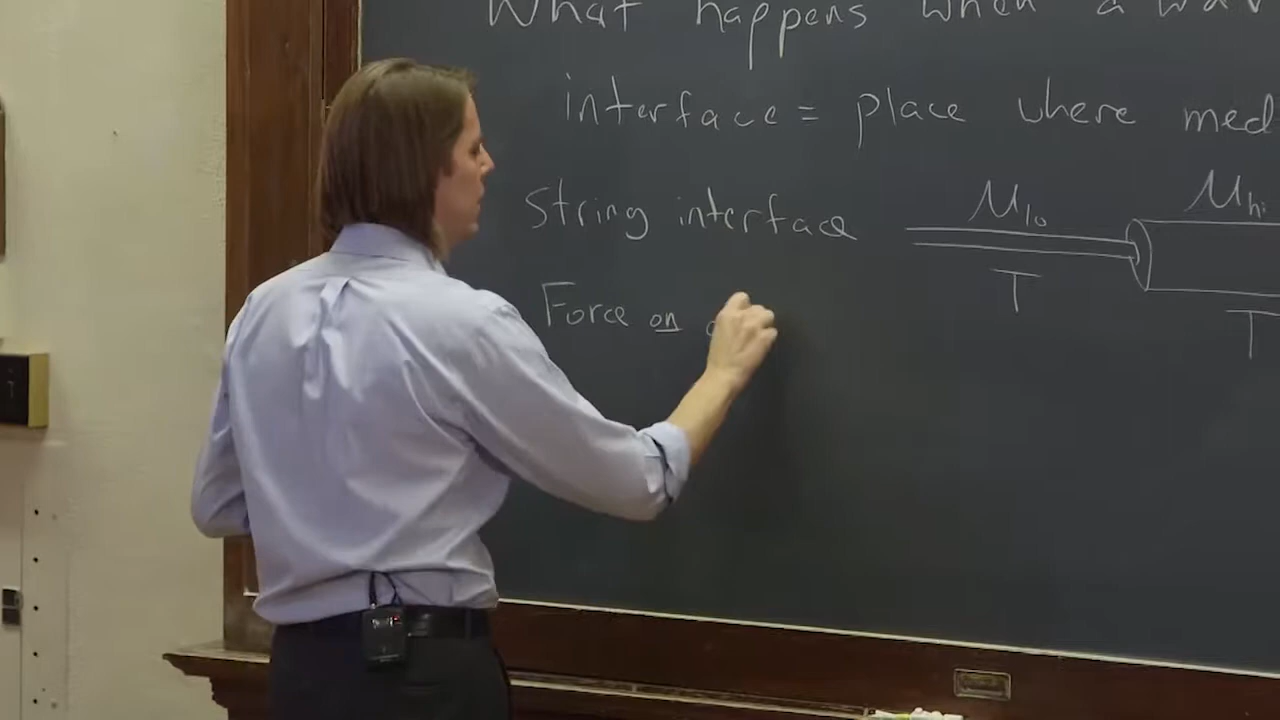 What happens when a wav
interface = place where med
String interface μlo μhi
T T
Force on